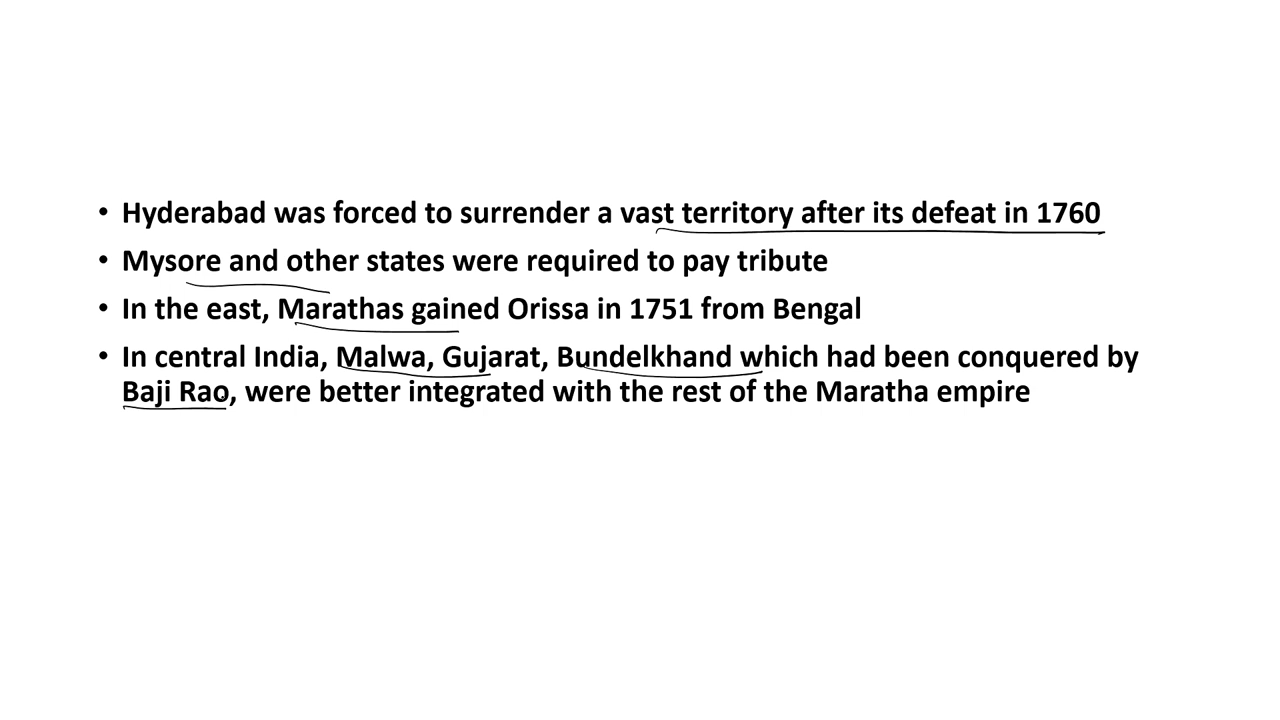 • Hyderabad was forced to surrender a vast territory after its defeat in 1760
• Mysore and other states were required to pay tribute
• In the east, Marathas gained Orissa in 1751 from Bengal
• In central India, Malwa, Gujarat, Bundelkhand which had been conquered by
Baji Rao, were better integrated with the rest of the Maratha empire